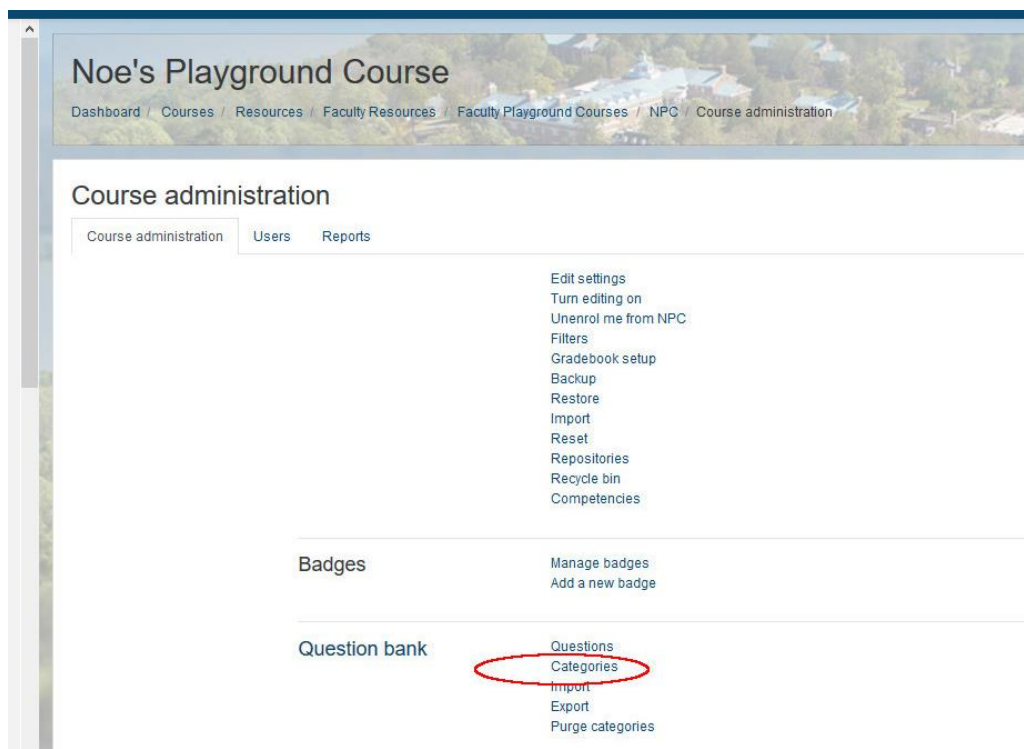 Noe's Playground Course
Dashboard / Courses / Resources / Faculty Resources / Faculty Playground Courses / NPC / Course administration
Course administration
Course administration Users Reports
Edit settings
Turn editing on
Unenrol me from NPC
Filters
Gradebook setup
Backup
Restore
Import
Reset
Repositories
Recycle bin
Competencies
Badges Manage badges
Add a new badge
Question bank Questions
Categories
Import
Export
Purge categories